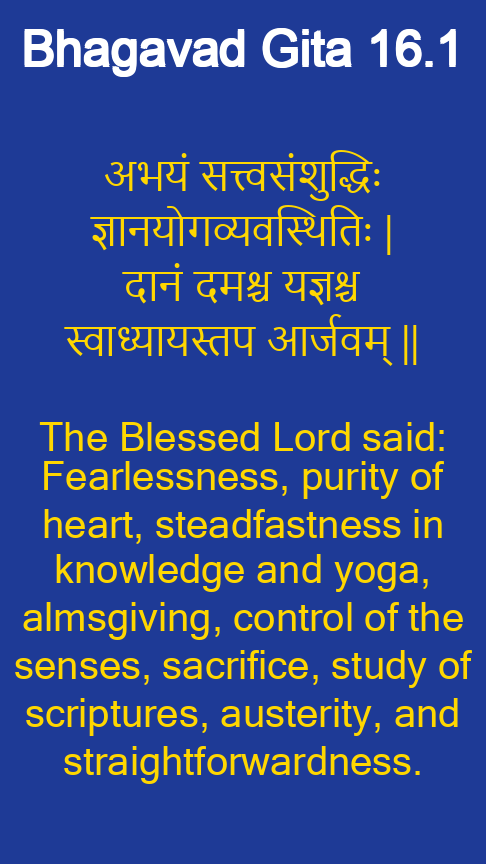 Bhagavad Gita 16.1
अभयं सत्त्वसंशुद्धिः
ज्ञानयोगव्यवस्थितिः |
दानं दमश्च यज्ञश्च
स्वाध्यायस्तप आर्जवम् ||
The Blessed Lord said:
Fearlessness, purity of
heart, steadfastness in
knowledge and yoga,
almsgiving, control of the
senses, sacrifice, study of
scriptures, austerity, and
straightforwardness.